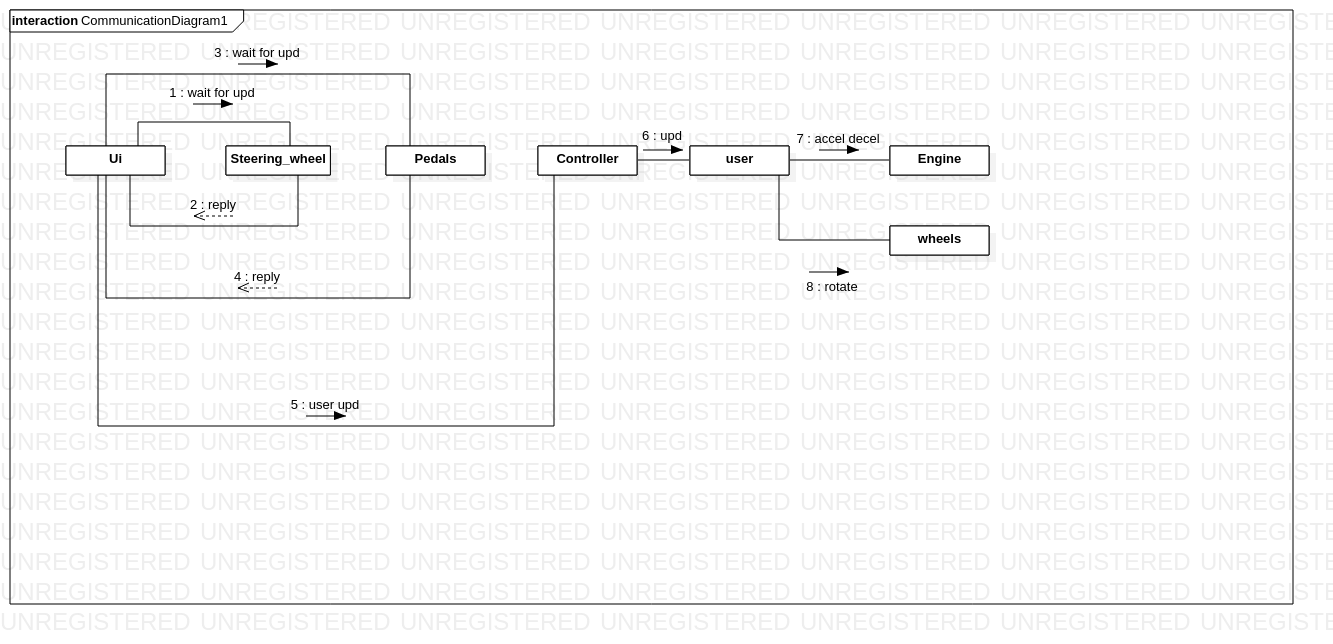 interaction CommunicationDiagram1
3 : wait for upd
1 : wait for upd
6 : upd
7 : accel decel
Ui
Steering_wheel
Pedals
Controller
user
Engine
2 : reply
wheels
4 : reply
8 : rotate
5 : user upd
UNREGISTERED UNREGISTERED UNREGISTERED UNREGISTERED UNREGISTERED UNREGISTERED UNREGISTERED